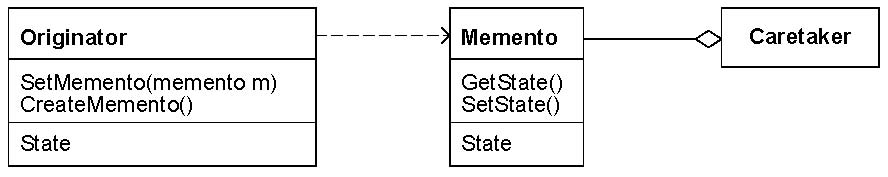 Originator
SetMemento(memento m)
CreateMemento()
State
Memento
GetState()
SetState()
State
Caretaker